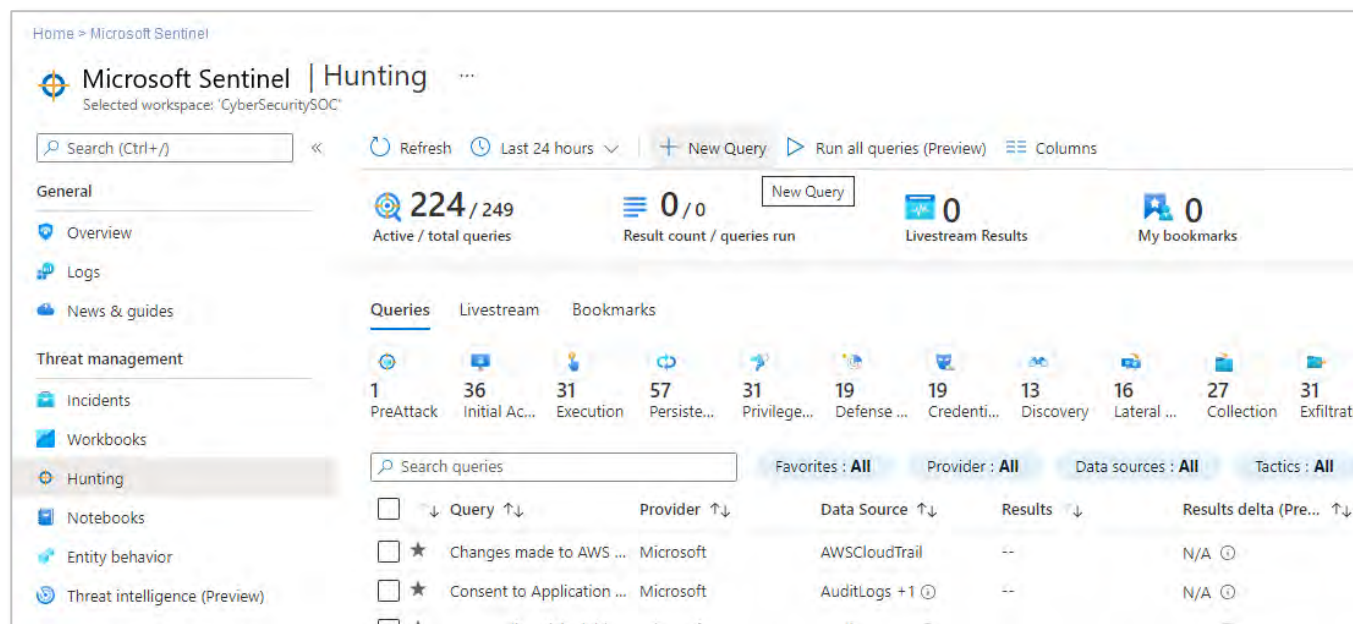 Home > Microsoft Sentinel
Microsoft Sentinel | Hunting ...
Selected workspace: 'CyberSecuritySOC'
Search (Ctrl+/) «
General
Overview
Logs
News & guides
Threat management
Incidents
Workbooks
Hunting
Notebooks
Entity behavior
Threat intelligence (Preview)
Refresh Last 24 hours New Query Run all queries (Preview) Columns
New Query
224 / 249 0 / 0 0 0
Active / total queries Result count / queries run Livestream Results My bookmarks
Queries Livestream Bookmarks
1 36 31 57 31 19 19 13 16 27 31
PreAttack Initial Ac... Execution Persiste... Privilege... Defense ... Credenti... Discovery Lateral ... Collection Exfiltrat
Search queries Favorites : All Provider : All Data sources : All Tactics : All
Query Provider Data Source Results Results delta (Pre...
Changes made to AWS ... Microsoft AWSCloudTrail -- N/A
Consent to Application ... Microsoft AuditLogs +1 -- N/A